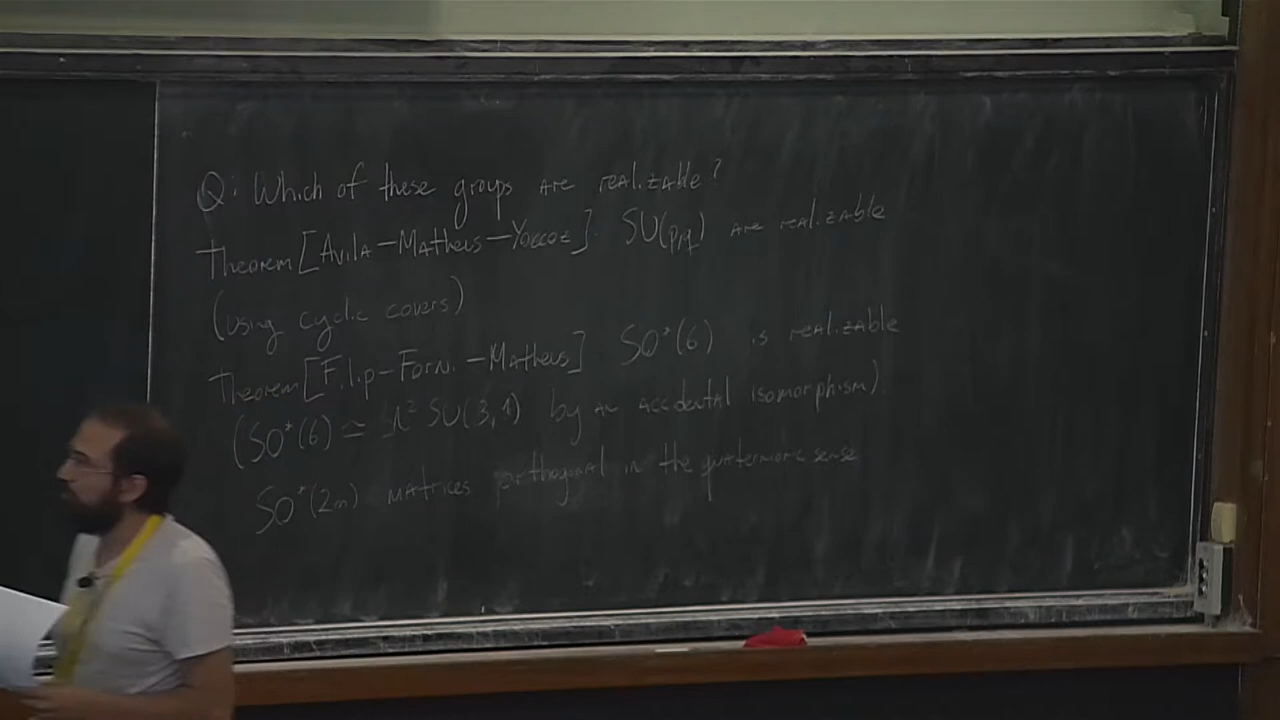 Q: Which of these groups are realizable?
Theorem [Avila-Matheus-Yoccoz]. SU(p,q) are realizable
(using cyclic covers)
Theorem [Filip-Forni-Matheus] SO*(6) is realizable
(SO*(6) ≃ Λ² SU(3,1) by an accidental isomorphism).
SO*(2n) matrices orthogonal in the quaternionic sense